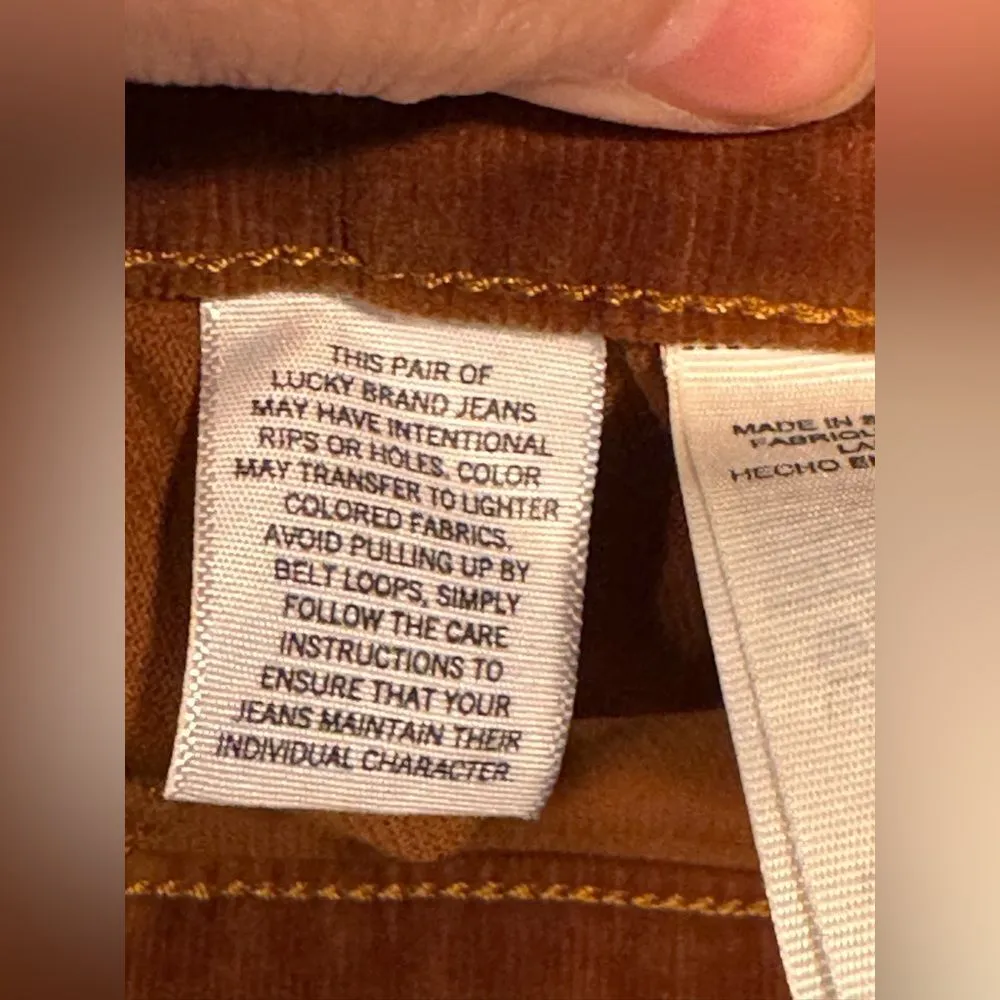 THIS PAIR OF
LUCKY BRAND JEANS
MAY HAVE INTENTIONAL
RIPS OR HOLES. COLOR
MAY TRANSFER TO LIGHTER
COLORED FABRICS.
AVOID PULLING UP BY
BELT LOOPS, SIMPLY
FOLLOW THE CARE
INSTRUCTIONS TO
ENSURE THAT YOUR
JEANS MAINTAIN THEIR
INDIVIDUAL CHARACTER
MADE IN
HECHO